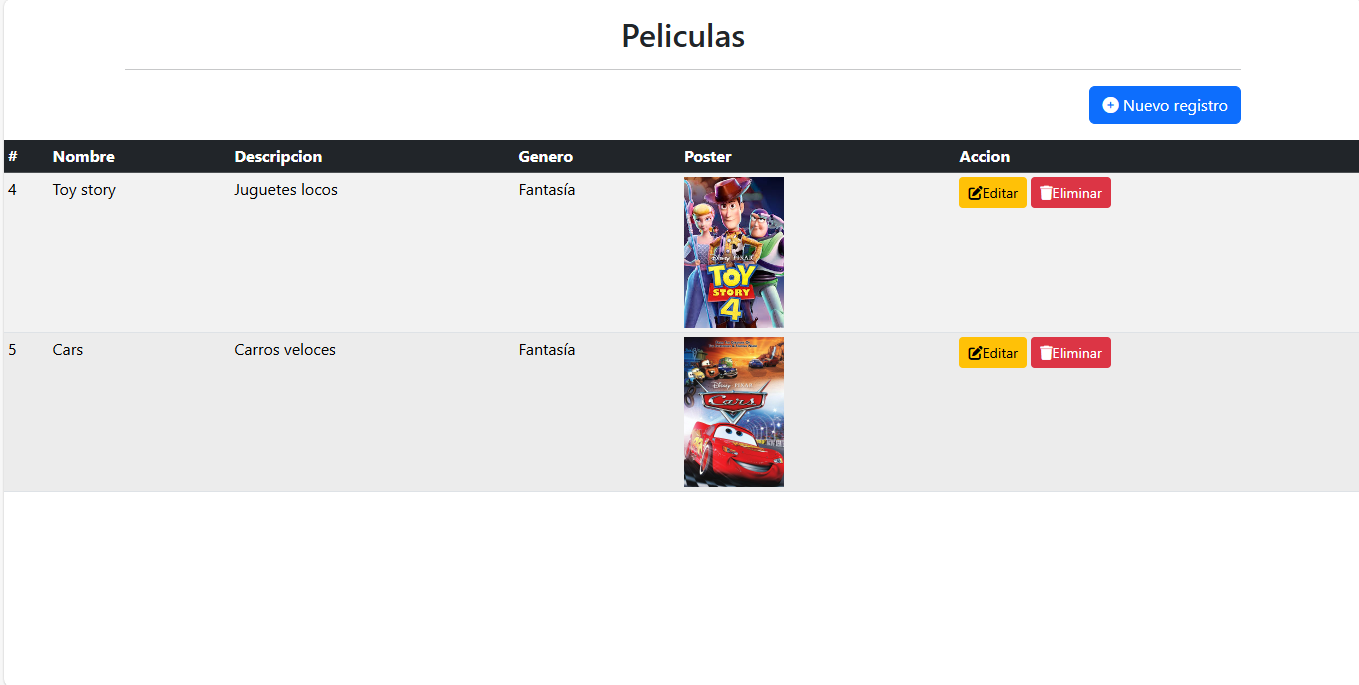 Peliculas
Nuevo registro
# Nombre Descripcion Genero Poster Accion
4 Toy story Juguetes locos Fantasía Editar Eliminar
DISNEY PIXAR
TOY
STORY
4
5 Cars Carros veloces Fantasía Editar Eliminar
DISNEY PIXAR
Cars